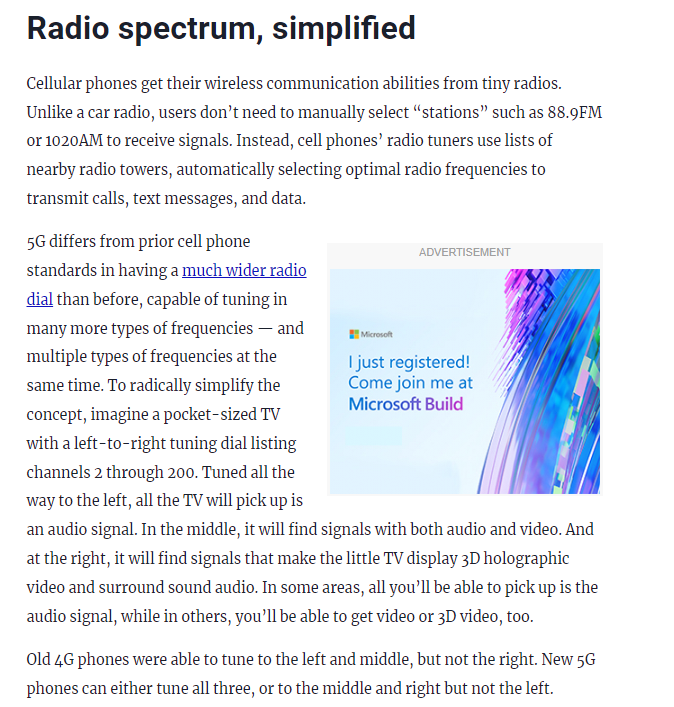 Radio spectrum, simplified
Cellular phones get their wireless communication abilities from tiny radios.
Unlike a car radio, users don’t need to manually select “stations” such as 88.9FM
or 1020AM to receive signals. Instead, cell phones’ radio tuners use lists of
nearby radio towers, automatically selecting optimal radio frequencies to
transmit calls, text messages, and data.
5G differs from prior cell phone
standards in having a much wider radio
dial than before, capable of tuning in
many more types of frequencies — and
multiple types of frequencies at the
same time. To radically simplify the
concept, imagine a pocket-sized TV
with a left-to-right tuning dial listing
channels 2 through 200. Tuned all the
way to the left, all the TV will pick up is
an audio signal. In the middle, it will find signals with both audio and video. And
at the right, it will find signals that make the little TV display 3D holographic
video and surround sound audio. In some areas, all you’ll be able to pick up is the
audio signal, while in others, you’ll be able to get video or 3D video, too.
ADVERTISEMENT
Microsoft
I just registered!
Come join me at
Microsoft Build
Old 4G phones were able to tune to the left and middle, but not the right. New 5G
phones can either tune all three, or to the middle and right but not the left.